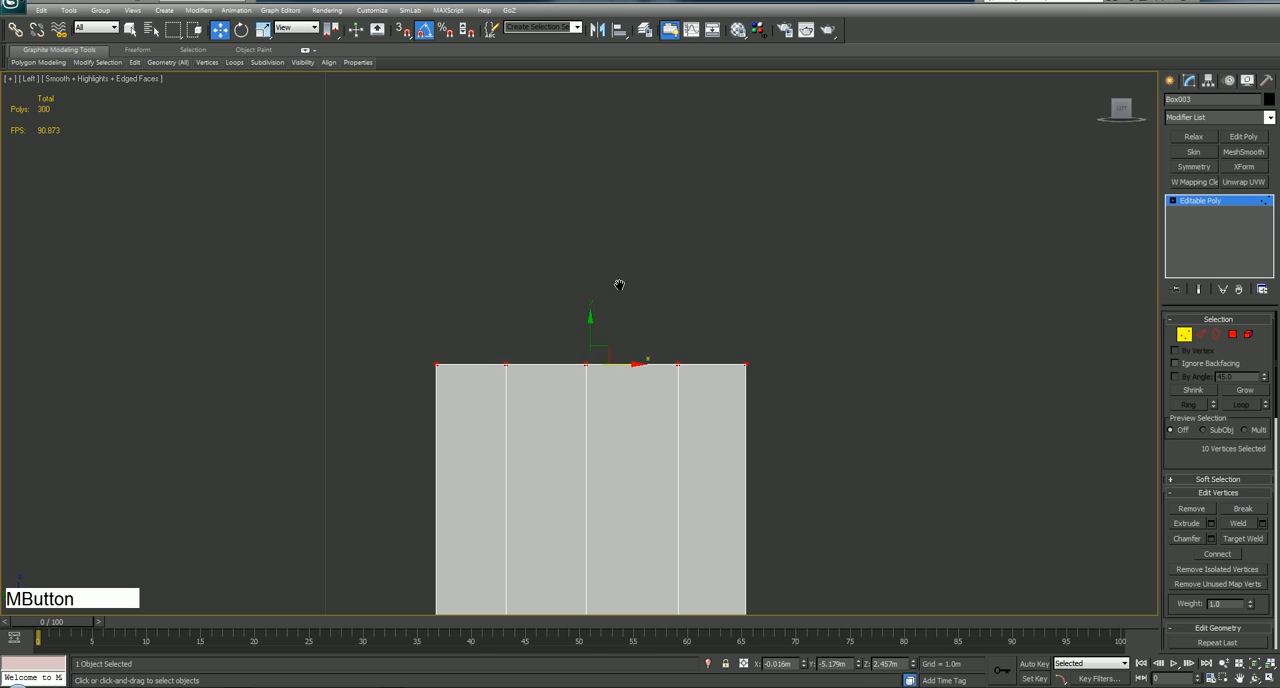 Edit Tools Group Views Create Modifiers Animation Graph Editors Rendering Customize SimLab MAXScript Help GoZ
All View Create Selection Se
Graphite Modeling Tools Freeform Selection Object Paint
Polygon Modeling Modify Selection Edit Geometry (All) Vertices Loops Subdivision Visibility Align Properties
[ + ] [ Left ] [ Smooth + Highlights + Edged Faces ]
Total
Polys: 300
FPS: 90.873
LEFT
Box003
Modifier List
Relax Edit Poly
Skin MeshSmooth
Symmetry XForm
W Mapping Cle Unwrap UVW
Editable Poly
Selection
By Vertex
Ignore Backfacing
By Angle: 45.0
Shrink Grow
Ring Loop
Preview Selection
Off SubObj Multi
10 Vertices Selected
Soft Selection
Edit Vertices
Remove Break
Extrude Weld
Chamfer Target Weld
Connect
Remove Isolated Vertices
Remove Unused Map Verts
Weight: 1.0
Edit Geometry
Repeat Last
MButton
0 / 100
0 5 10 15 20 25 30 35 40 45 50 55 60 65 70 75 80 85 90 95 100
1 Object Selected X: -0.016m Y: -5.179m Z: 2.457m Grid = 1.0m Auto Key Selected
Welcome to M Click or click-and-drag to select objects Add Time Tag Set Key Key Filters... 0